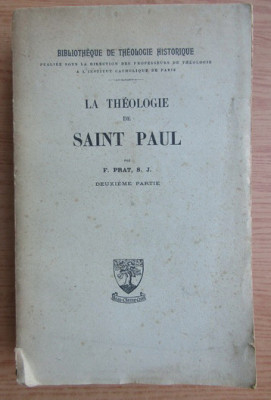 BIBLIOTHÈQUE DE THÉOLOGIE HISTORIQUE
PUBLIÉE SOUS LA DIRECTION DES PROFESSEURS DE THÉOLOGIE
A L'INSTITUT CATHOLIQUE DE PARIS
LA THÉOLOGIE
DE
SAINT PAUL
PAR
F. PRAT, S. J.
DEUXIÈME PARTIE